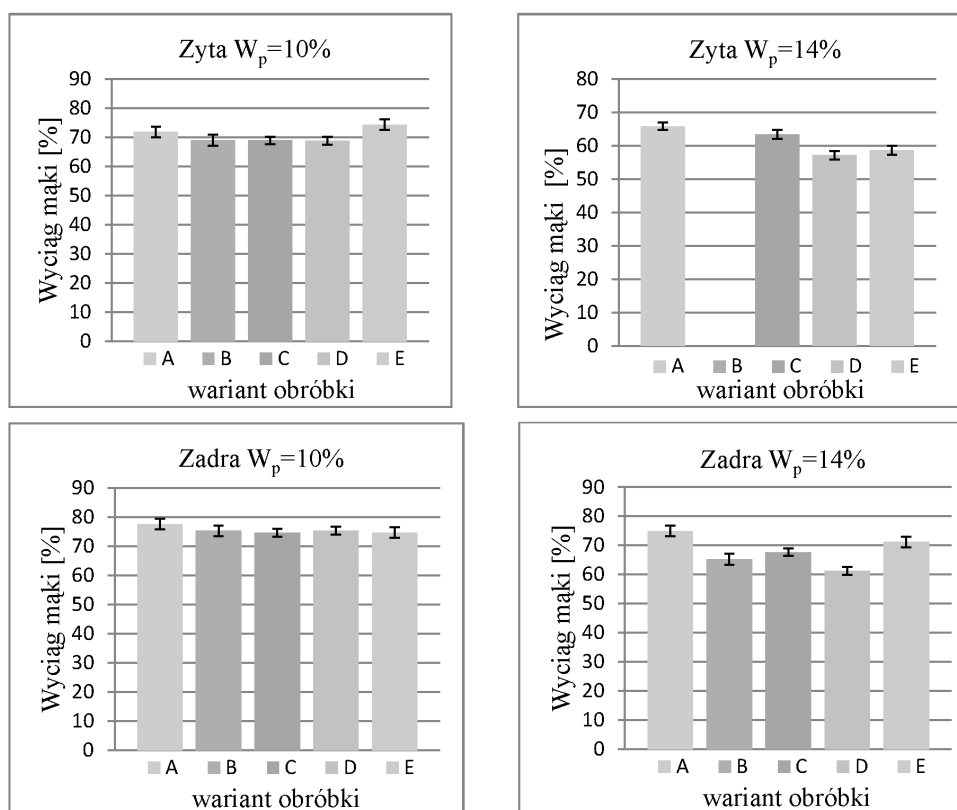 Zyta Wp=10%
Wyciąg mąki [%]
90
80
70
60
50
40
30
20
10
0
A B C D E
wariant obróbki
Zyta Wp=14%
Wyciąg mąki [%]
80
70
60
50
40
30
20
10
0
A B C D E
wariant obróbki
Zadra Wp=10%
Wyciąg mąki [%]
90
80
70
60
50
40
30
20
10
0
A B C D E
wariant obróbki
Zadra Wp=14%
Wyciąg mąki [%]
90
80
70
60
50
40
30
20
10
0
A B C D E
wariant obróbki